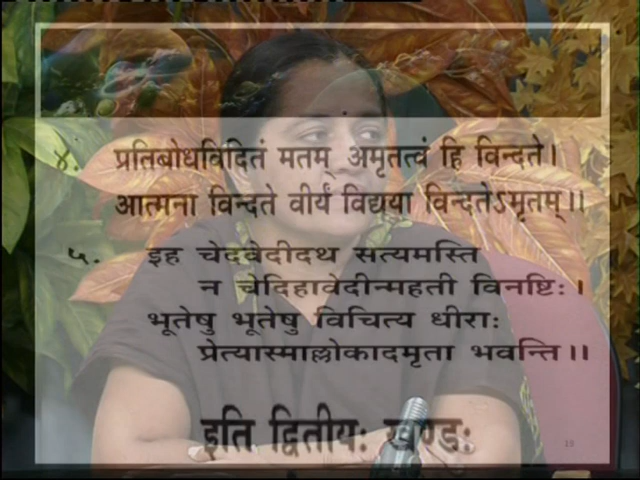 ४. प्रतिबोधविदितं मतम् अमृतत्वं हि विन्दते।
आत्मना विन्दते वीर्यं विद्यया विन्दतेऽमृतम्।।
५. इह चेदवेदीदथ सत्यमस्ति
न चेदिहावेदीन्महती विनष्टिः।
भूतेषु भूतेषु विचित्य धीराः
प्रेत्यास्माल्लोकादमृता भवन्ति।।
इति द्वितीयः खण्डः